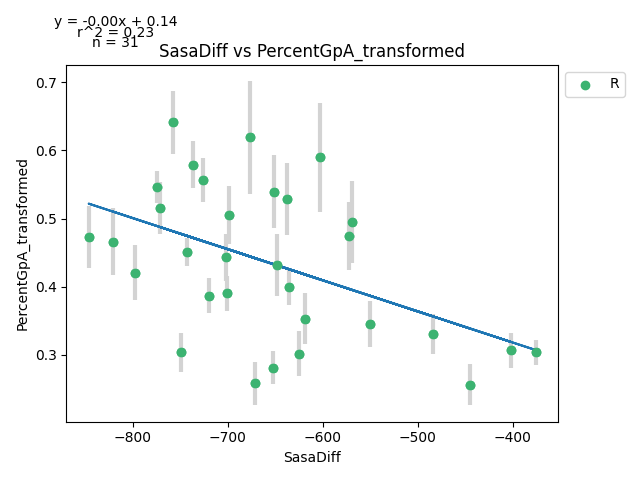 y = -0.00x + 0.14
r^2 = 0.23
n = 31
SasaDiff vs PercentGpA_transformed
R
0.7
0.6
0.5
0.4
0.3
PercentGpA_transformed
−800
−700
−600
−500
−400
SasaDiff